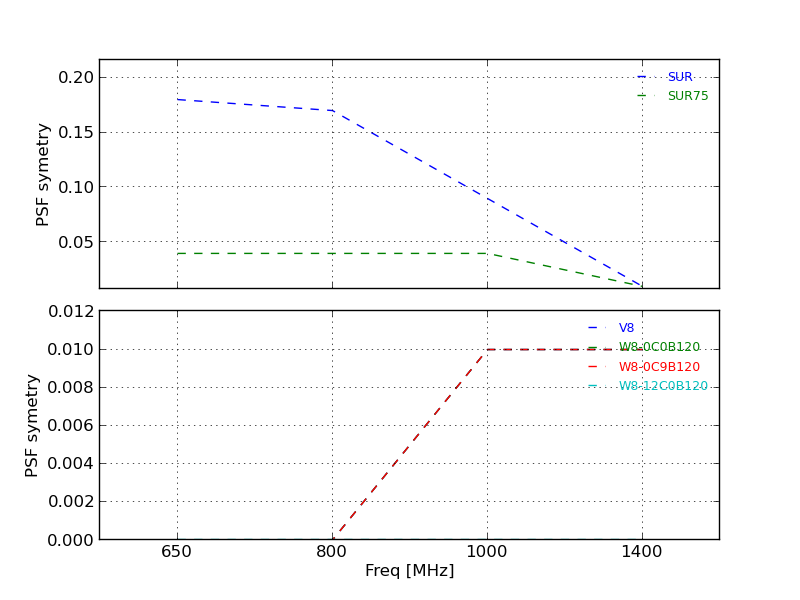 0.20
0.15
0.10
0.05
PSF symetry
SUR
SUR75
0.012
0.010
0.008
0.006
0.004
0.002
0.000
PSF symetry
V8
W8-0C0B120
W8-0C9B120
W8-12C0B120
650 800 1000 1400
Freq [MHz]